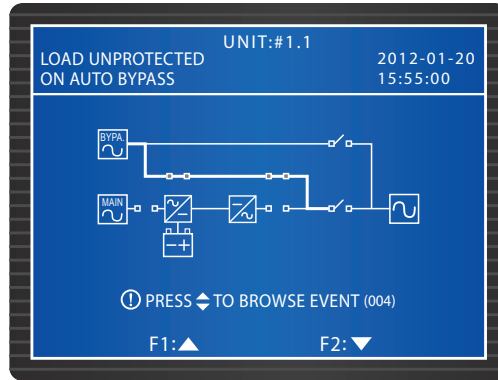 UNIT:#1.1
LOAD UNPROTECTED
ON AUTO BYPASS
2012-01-20
15:55:00
BYPA.
MAIN
PRESS TO BROWSE EVENT (004)
F1: F2: